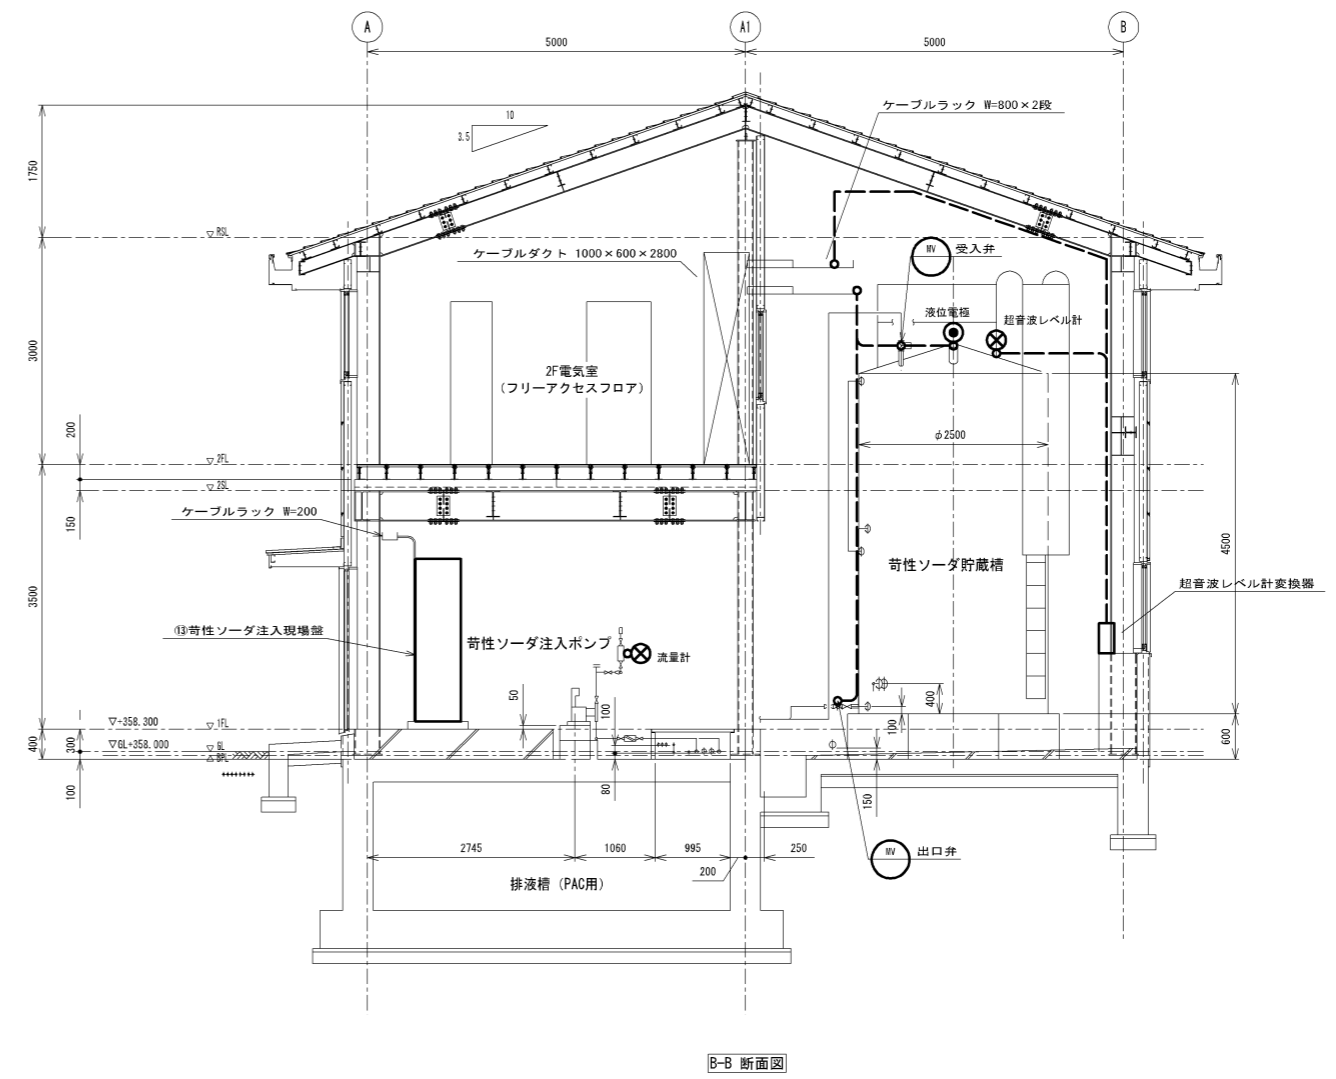 A
A1
B
5000
5000
ケーブルラック W=800×2段
10
3.5
1750
RSL
MV 受入弁
ケーブルダクト 1000×600×2800
液位電極
超音波レベル計
3000
2F電気室
(フリーアクセスフロア)
φ2500
200
2FL
2SL
150
ケーブルラック W=200
4500
苛性ソーダ貯蔵槽
超音波レベル計変換器
3500
⑬苛性ソーダ注入現場盤
苛性ソーダ注入ポンプ
流量計
50
100
400
100
▽+358.300
1FL
400
300
▽GL+358.000
GL
BPL
600
100
80
150
2745
1060
995
250
200
MV 出口弁
排液槽 (PAC用)
B-B 断面図